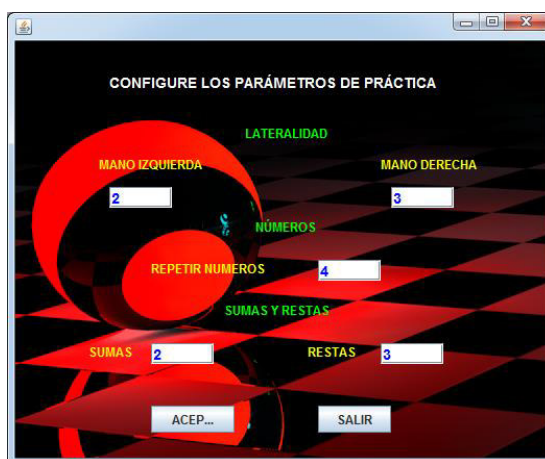 CONFIGURE LOS PARÁMETROS DE PRÁCTICA
LATERALIDAD
MANO IZQUIERDA MANO DERECHA
2 3
NÚMEROS
REPETIR NUMEROS 4
SUMAS Y RESTAS
SUMAS 2 RESTAS 3
ACEP... SALIR